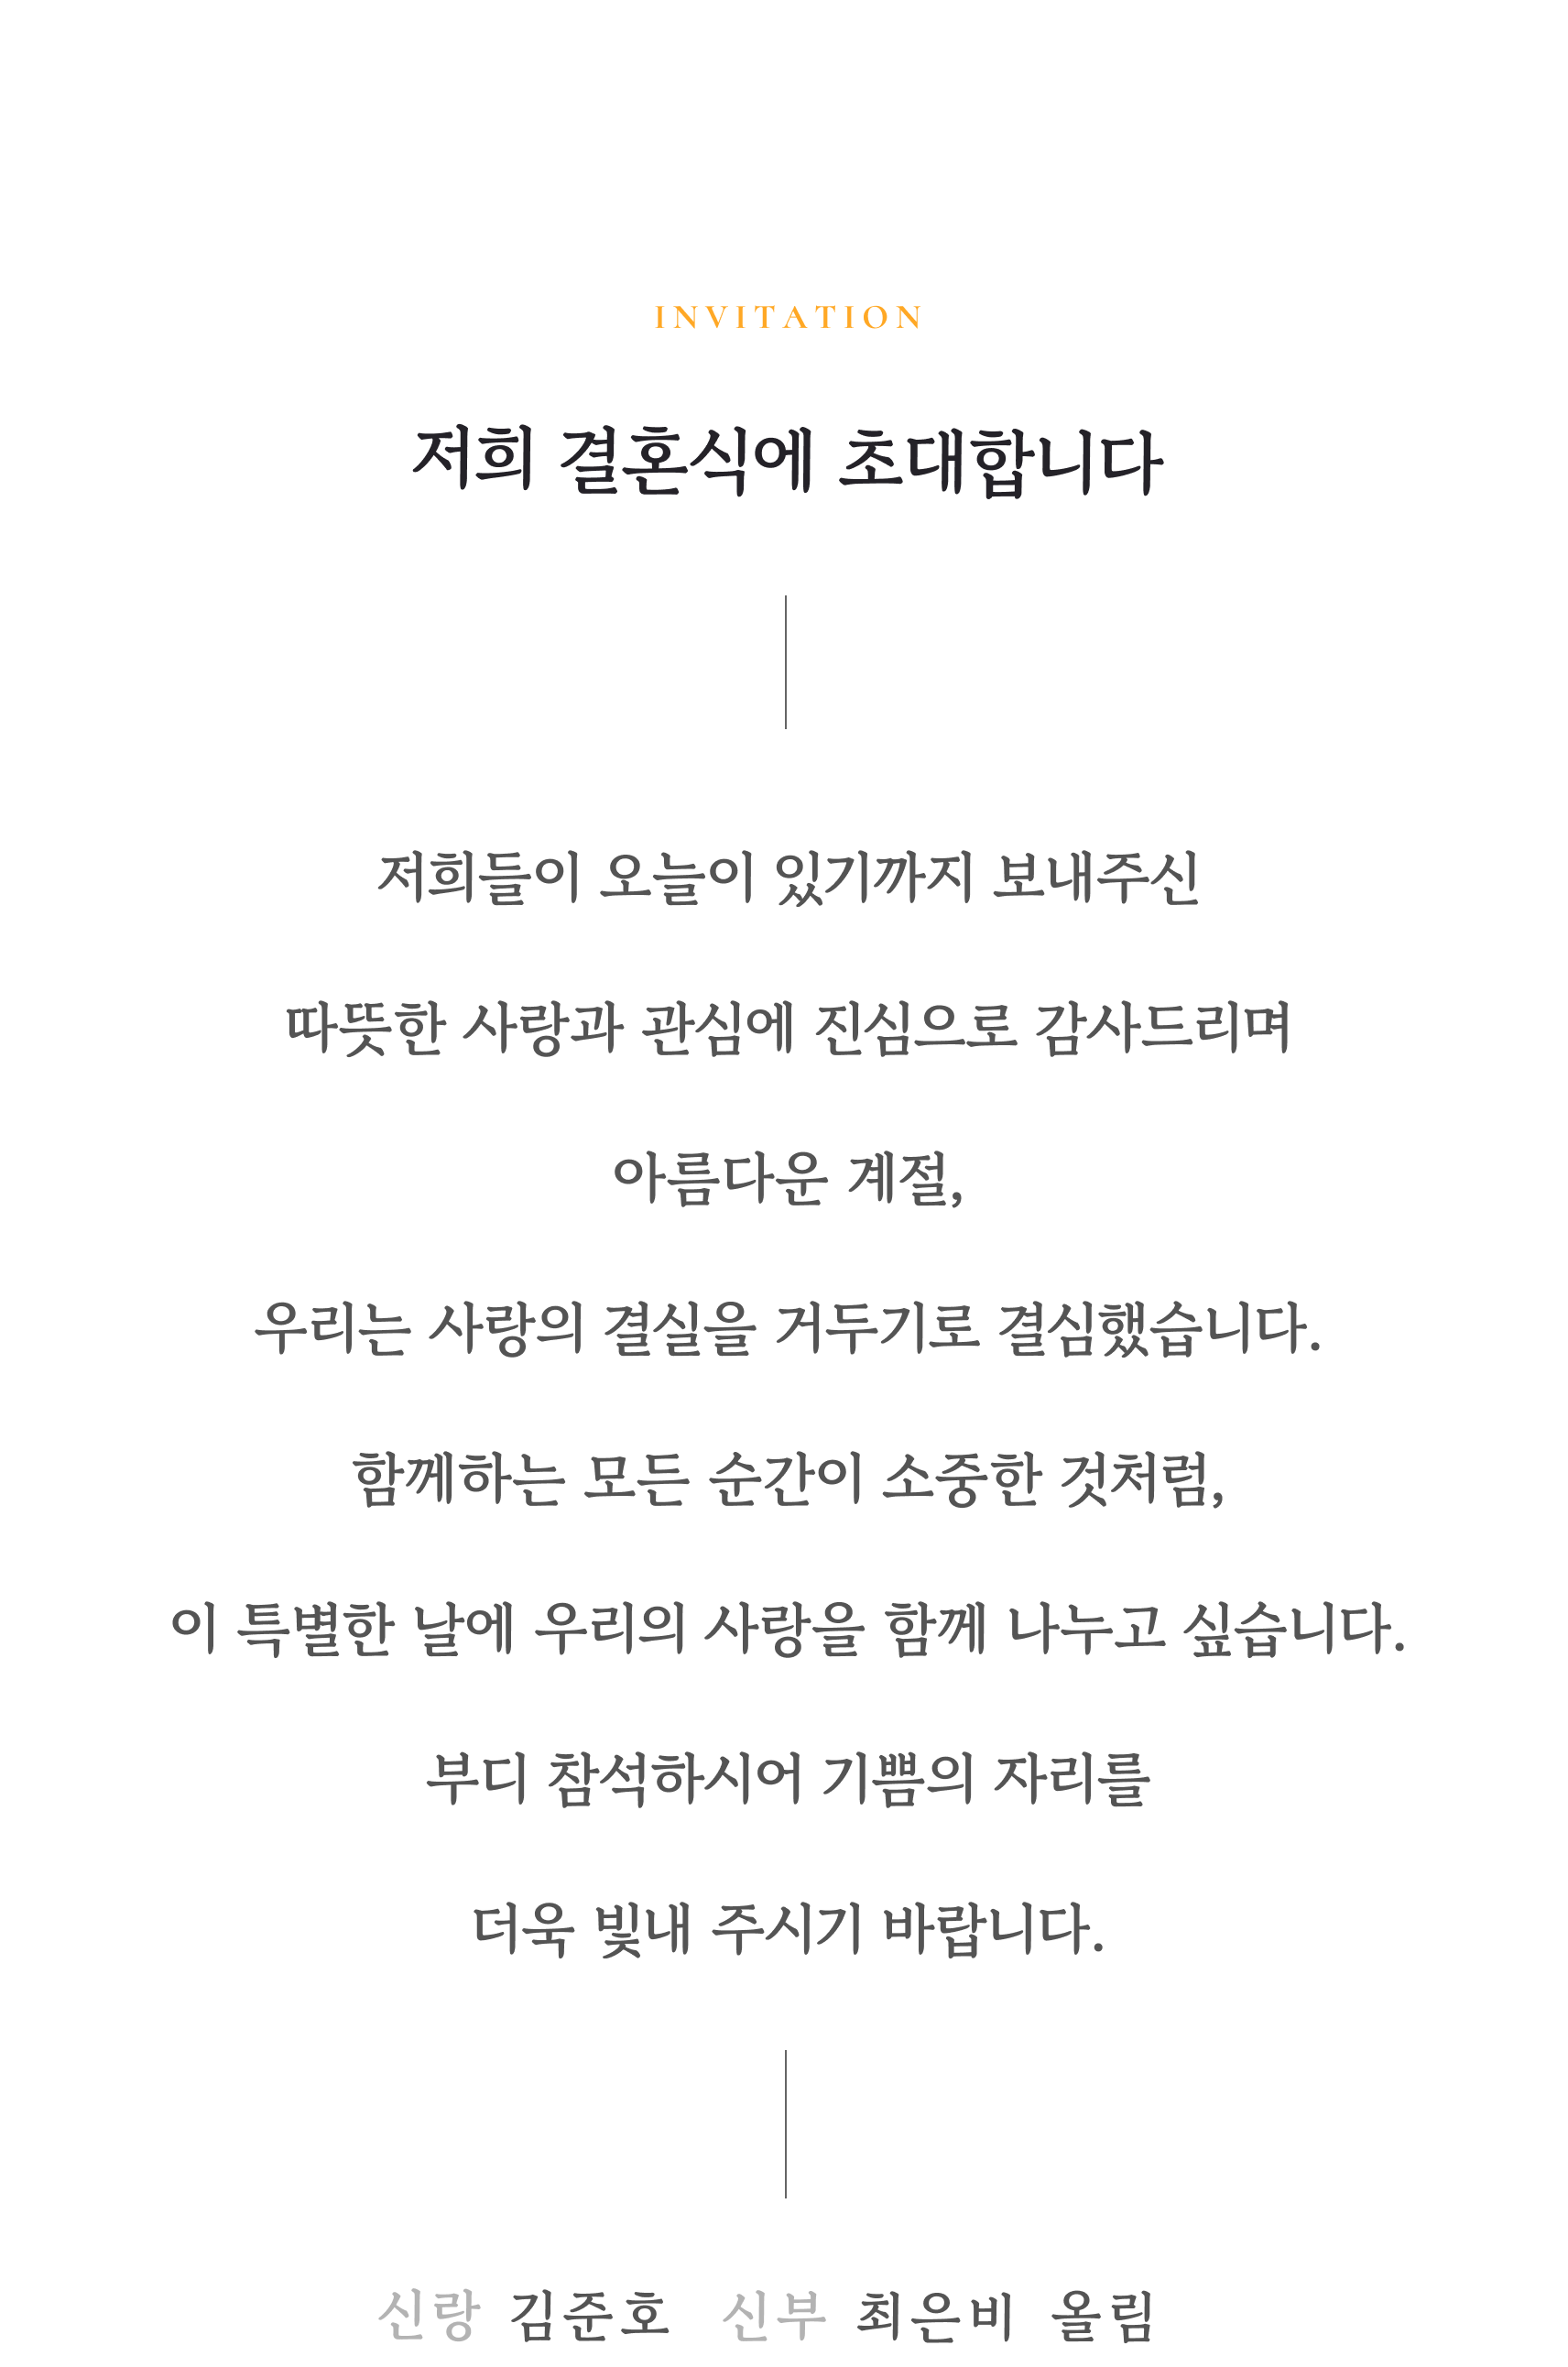 INVITATION
저희 결혼식에 초대합니다
저희들이 오늘이 있기까지 보내주신
따뜻한 사랑과 관심에 진심으로 감사드리며
아름다운 계절,
우리는 사랑의 결실을 거두기로 결심했습니다.
함께하는 모든 순간이 소중한 것처럼,
이 특별한 날에 우리의 사랑을 함께 나누고 싶습니다.
부디 참석하시어 기쁨의 자리를
더욱 빛내 주시기 바랍니다.
신랑 김준호 신부 최은비 올림